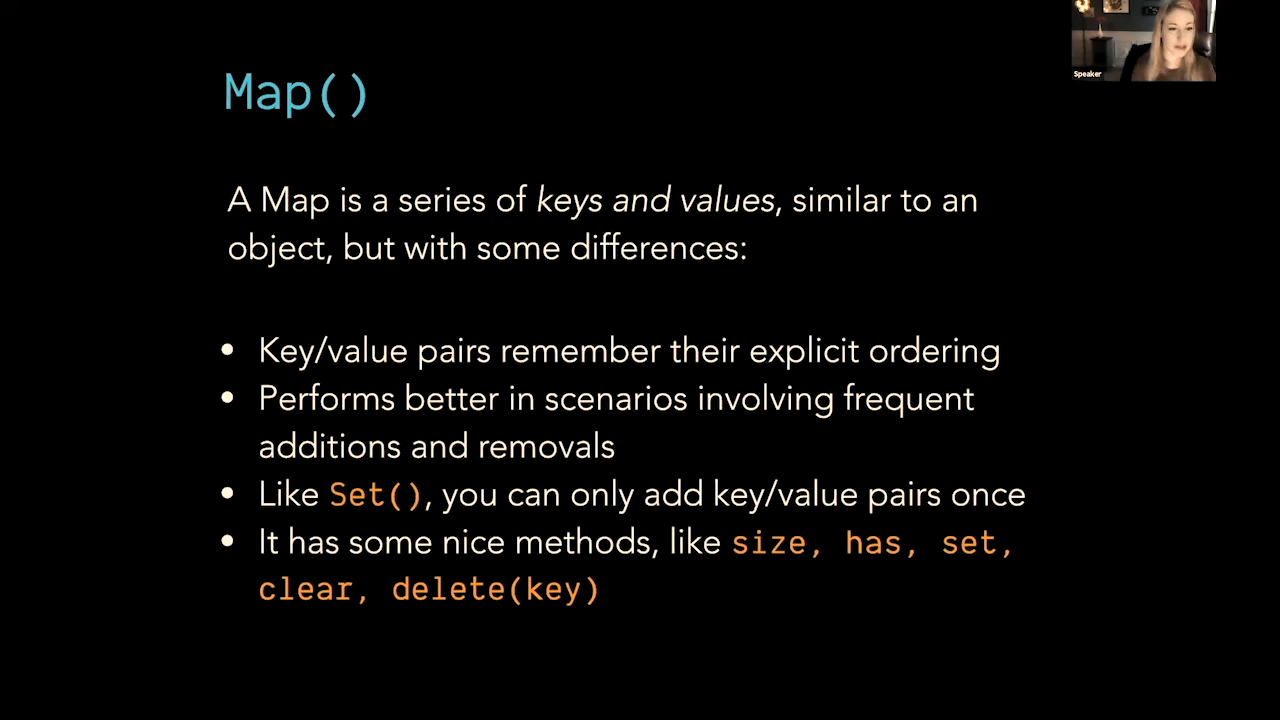 Speaker
Map()
A Map is a series of keys and values, similar to an
object, but with some differences:
• Key/value pairs remember their explicit ordering
• Performs better in scenarios involving frequent
additions and removals
• Like Set(), you can only add key/value pairs once
• It has some nice methods, like size, has, set,
clear, delete(key)